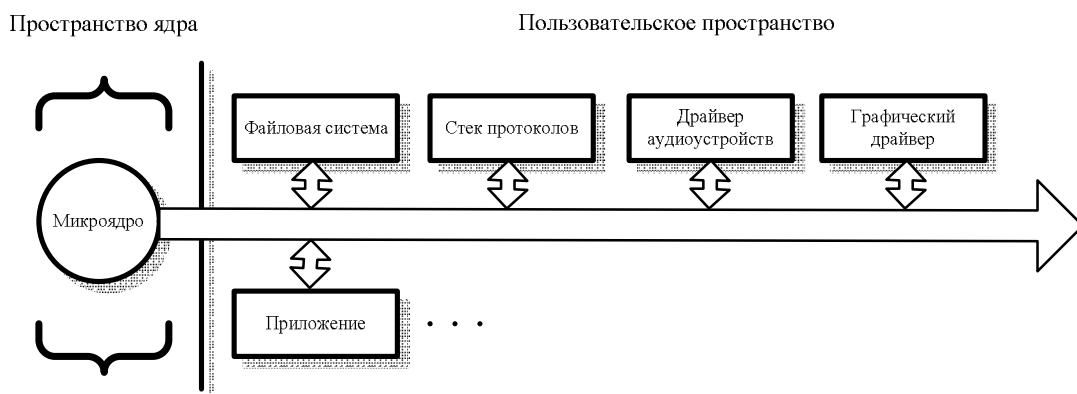 Пространство ядра
Пользовательское пространство
Файловая система
Стек протоколов
Драйвер
аудиоустройств
Графический
драйвер
Микроядро
Приложение
. . .